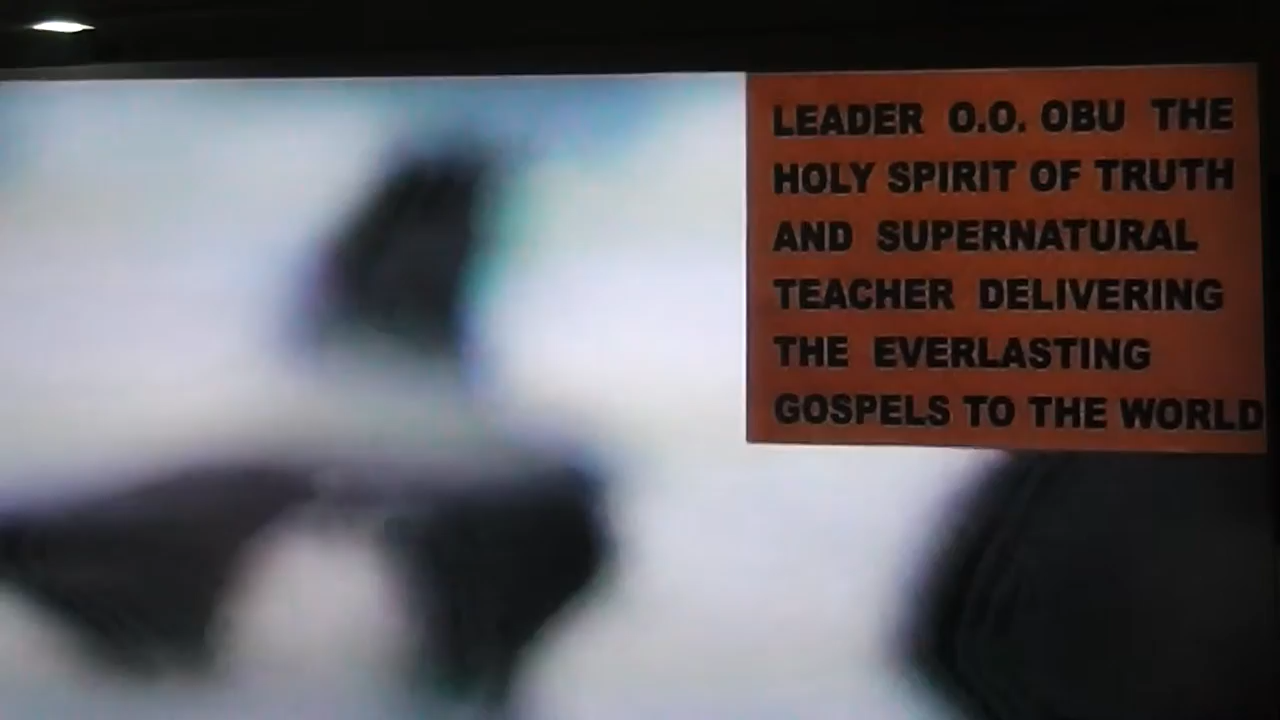 LEADER O.O. OBU THE
HOLY SPIRIT OF TRUTH
AND SUPERNATURAL
TEACHER DELIVERING
THE EVERLASTING
GOSPELS TO THE WORLD